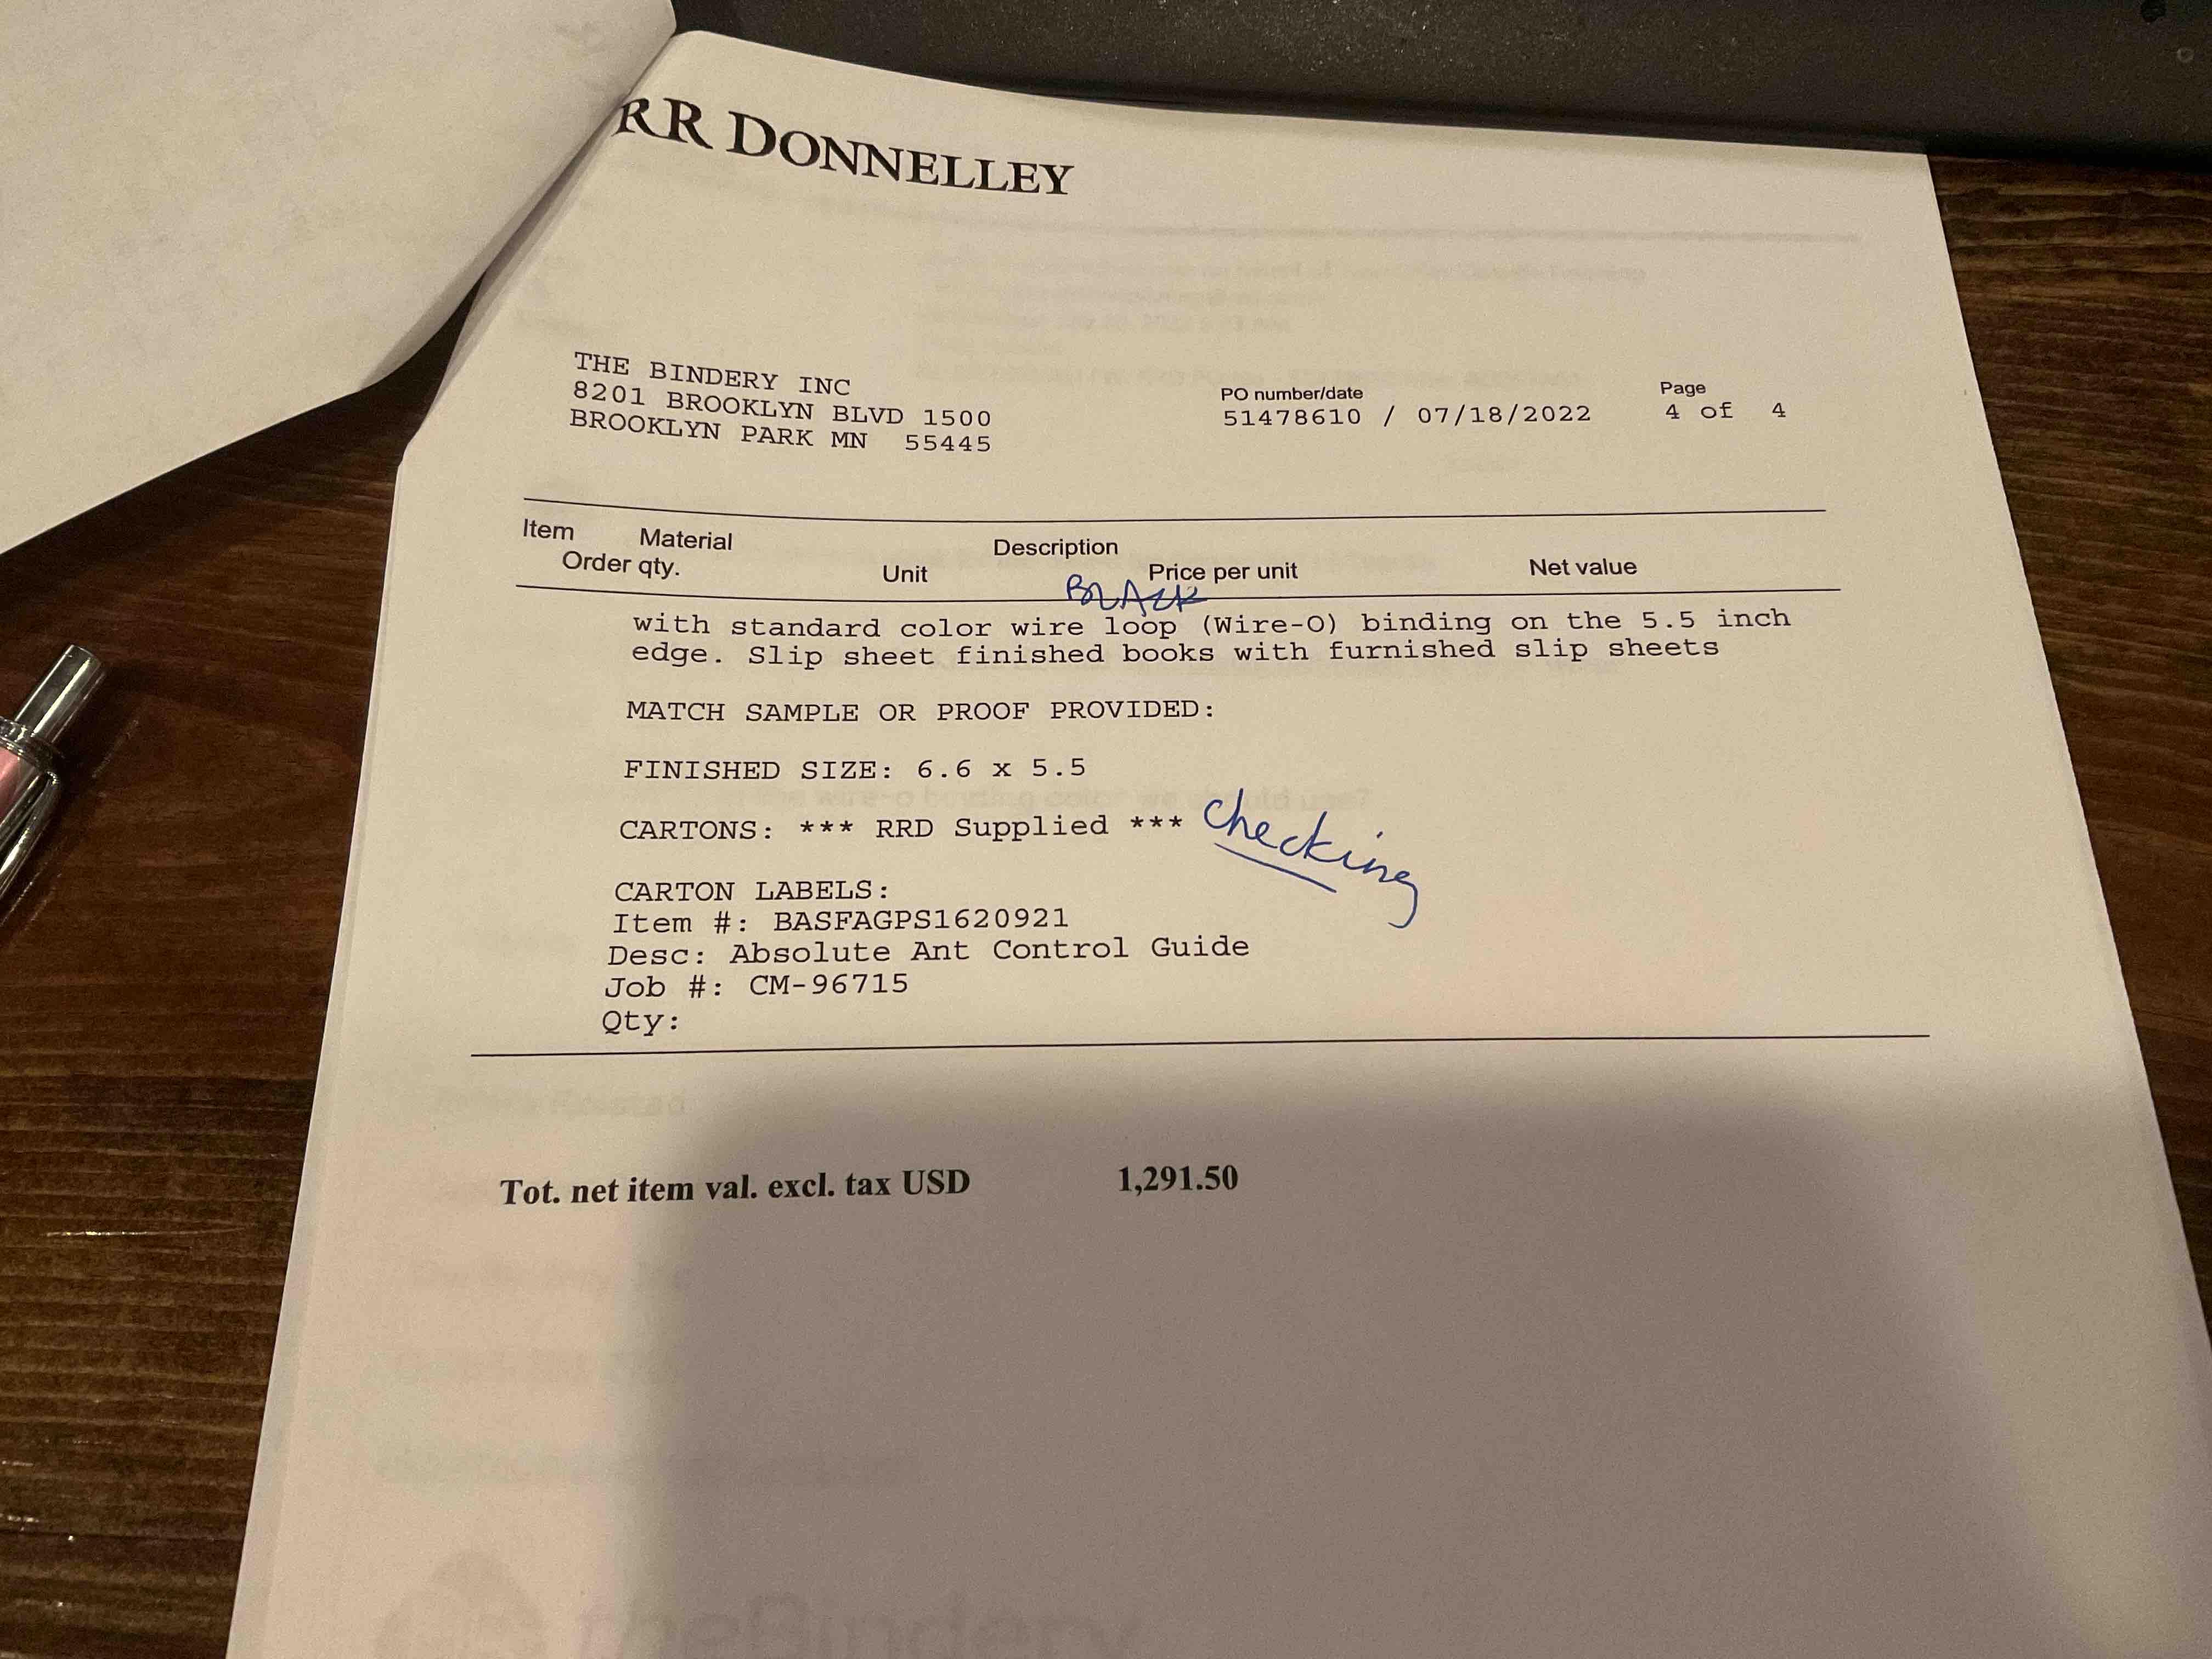 RR DONNELLEY
THE BINDERY INC
8201 BROOKLYN BLVD 1500
BROOKLYN PARK MN 55445
PO number/date
51478610 / 07/18/2022
Page
4 of 4
Item Material Description
Order qty. Unit Price per unit Net value
BLACK
with standard color wire loop (Wire-O) binding on the 5.5 inch
edge. Slip sheet finished books with furnished slip sheets
MATCH SAMPLE OR PROOF PROVIDED:
FINISHED SIZE: 6.6 x 5.5
CARTONS: *** RRD Supplied *** Checking
CARTON LABELS:
Item #: BASFAGPS1620921
Desc: Absolute Ant Control Guide
Job #: CM-96715
Qty:
Tot. net item val. excl. tax USD 1,291.50
theBindery